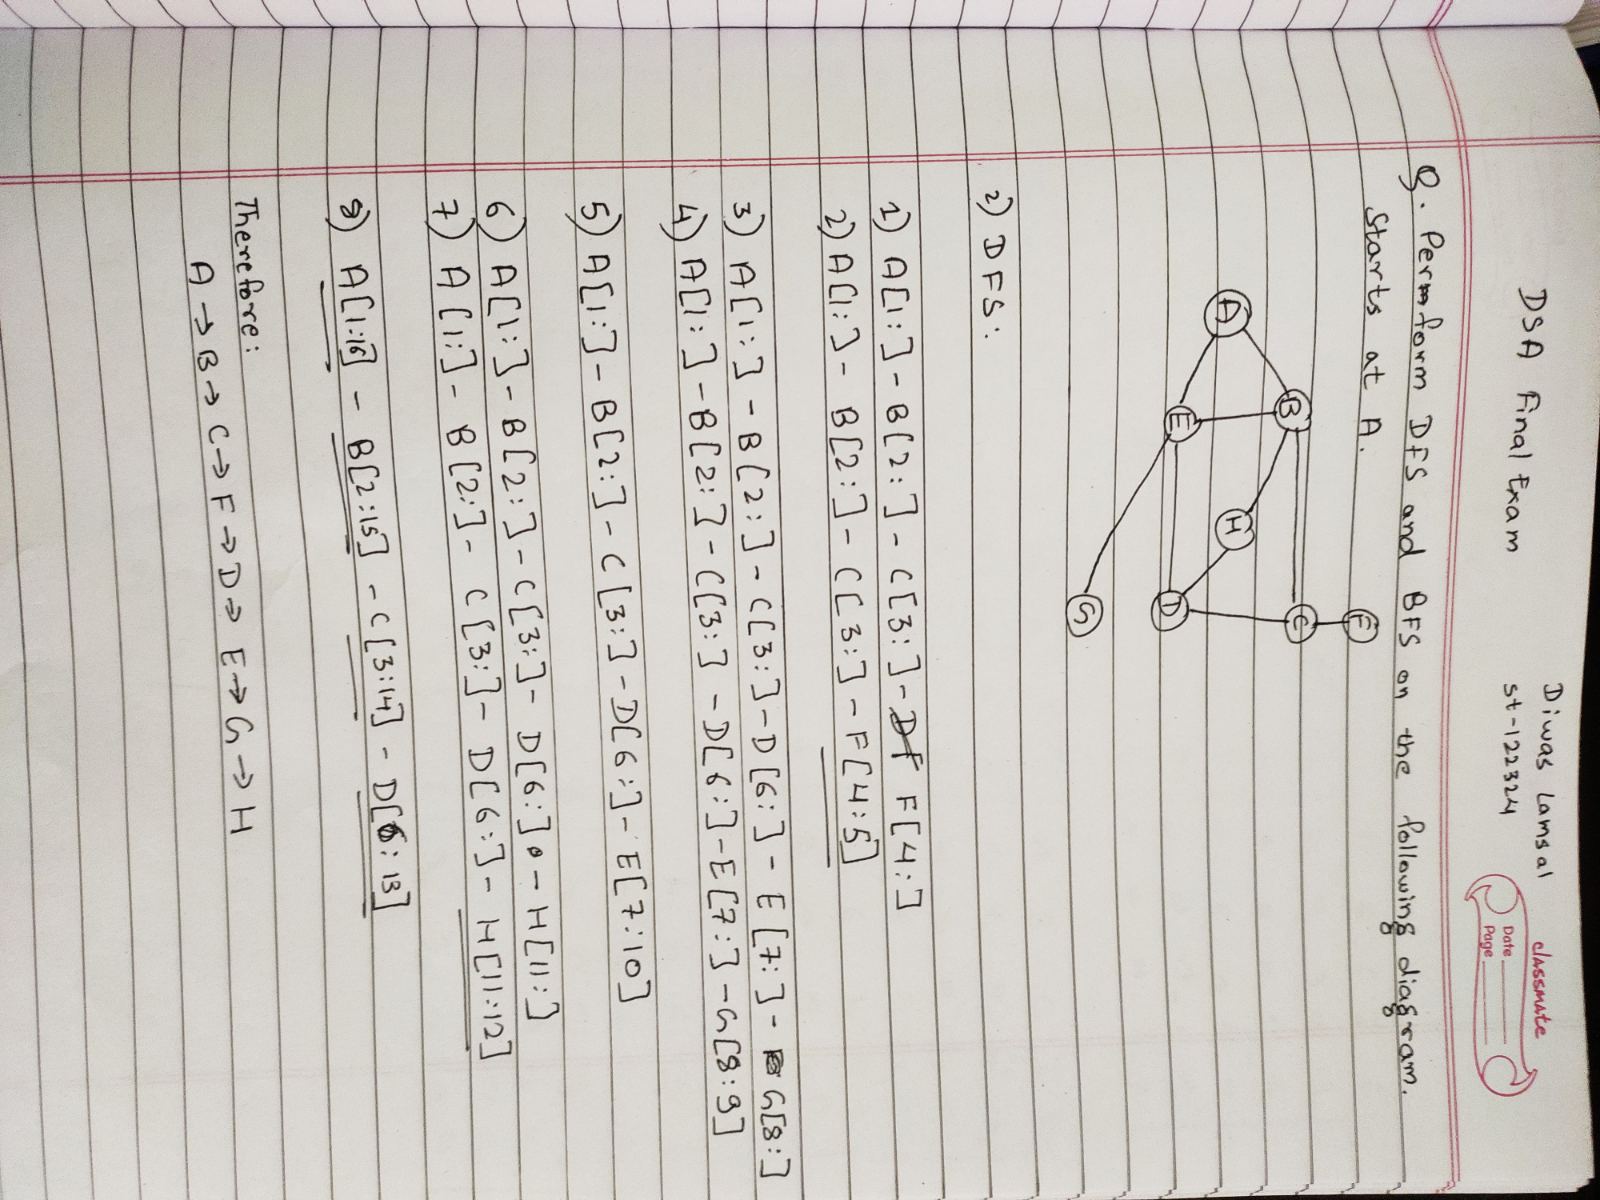 DSA Final Exam
Diwas Lamsal
st-122324
classmate
Date
Page
Q. Permform DFS and BFS on the following diagram.
Starts at A.
F
B
C
A
H
E
D
G
2) DFS:
1) A[1:] - B[2:] - C[3:] - F[4:]
2) A[1:] - B[2:] - C[3:] - F[4:5]
3) A[1:] - B[2:] - C[3:] - D[6:] - E[7:] - G[8:]
4) A[1:] - B[2:] - C[3:] - D[6:] - E[7:] - G[8:9]
5) A[1:] - B[2:] - C[3:] - D[6:] - E[7:10]
6) A[1:] - B[2:] - C[3:] - D[6:] - H[11:]
7) A[1:] - B[2:] - C[3:] - D[6:] - H[11:12]
8) A[1:16] - B[2:15] - C[3:14] - D[6:13]
Therefore:
A → B → C → F → D → E → G → H